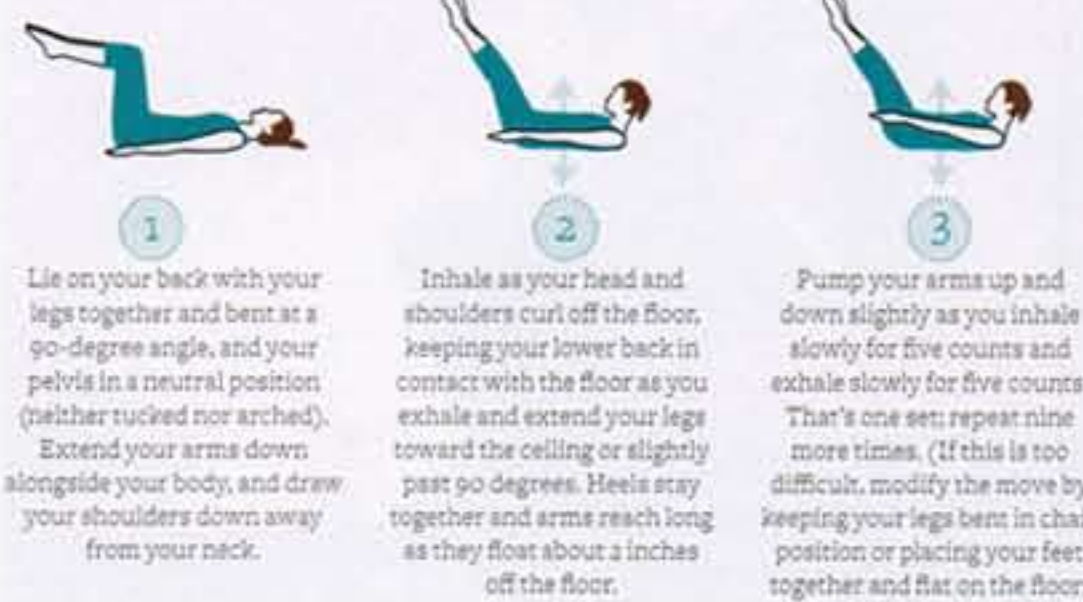 1
Lie on your back with your
legs together and bent at a
90-degree angle, and your
pelvis in a neutral position
(neither tucked nor arched).
Extend your arms down
alongside your body, and draw
your shoulders down away
from your neck.
2
Inhale as your head and
shoulders curl off the floor,
keeping your lower back in
contact with the floor as you
exhale and extend your legs
toward the ceiling or slightly
past 90 degrees. Heels stay
together and arms reach long
as they float about 2 inches
off the floor.
3
Pump your arms up and
down slightly as you inhale
slowly for five counts and
exhale slowly for five counts
That's one set; repeat nine
more times. (If this is too
difficult, modify the move by
keeping your legs bent in chai
position or placing your feet
together and flat on the floor